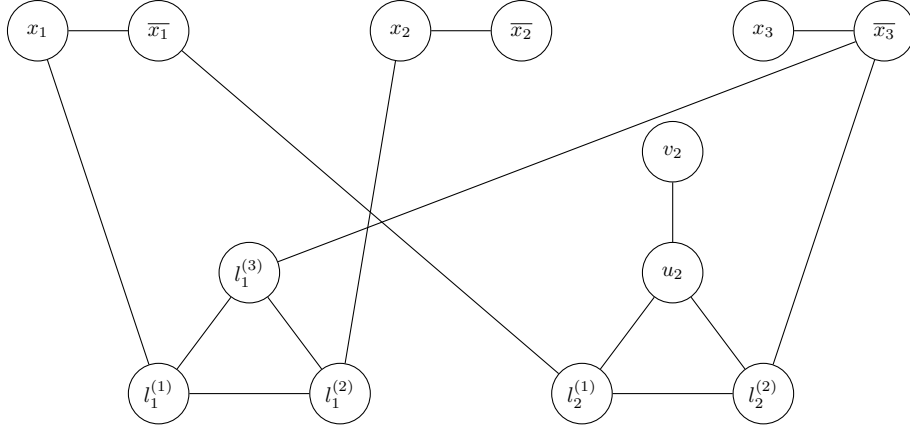 x₁ x̅₁ x₂ x̅₂ x₃ x̅₃
v₂
l₁⁽³⁾ u₂
l₁⁽¹⁾ l₁⁽²⁾ l₂⁽¹⁾ l₂⁽²⁾